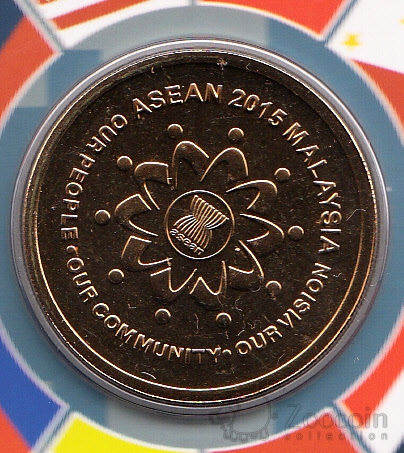 ASEAN 2015 MALAYSIA
OUR PEOPLE • OUR COMMUNITY • OUR VISION
asean
Zoocoin
collection